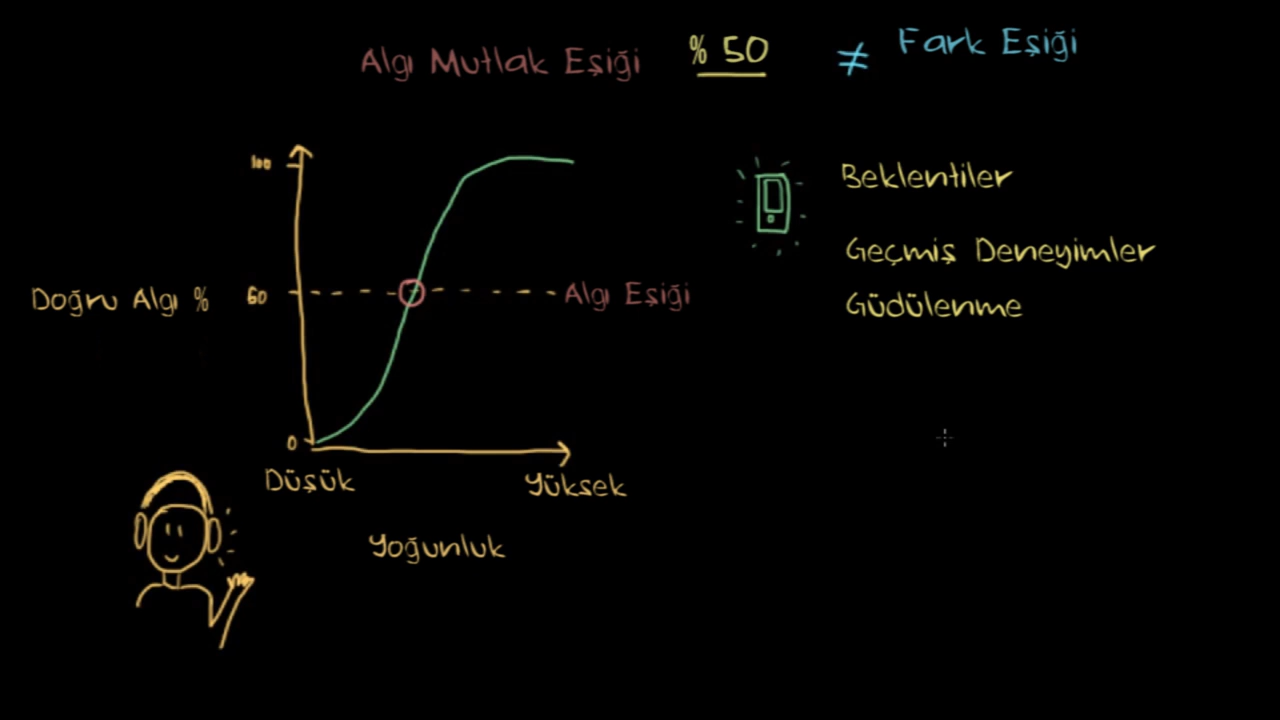 Algı Mutlak Eşiği % 50 ≠ Fark Eşiği
100
Beklentiler
Geçmiş Deneyimler
Doğru Algı % 50 Algı Eşiği
Güdülenme
0
Düşük Yüksek
Yoğunluk